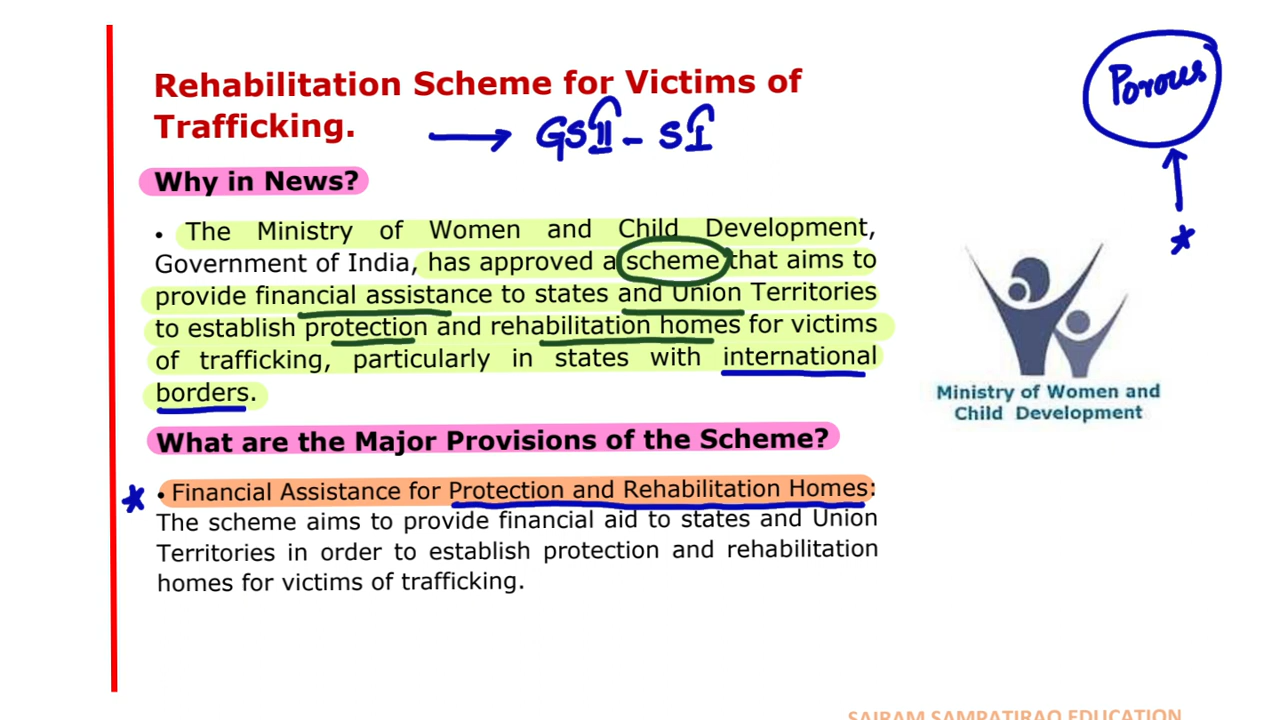 Rehabilitation Scheme for Victims of
Trafficking.
GS II - SI
Porous
Why in News?
• The Ministry of Women and Child Development,
Government of India, has approved a scheme that aims to
provide financial assistance to states and Union Territories
to establish protection and rehabilitation homes for victims
of trafficking, particularly in states with international
borders.
Ministry of Women and
Child Development
What are the Major Provisions of the Scheme?
• Financial Assistance for Protection and Rehabilitation Homes:
The scheme aims to provide financial aid to states and Union
Territories in order to establish protection and rehabilitation
homes for victims of trafficking.
SAIRAM SAMPATIRAO EDUCATION